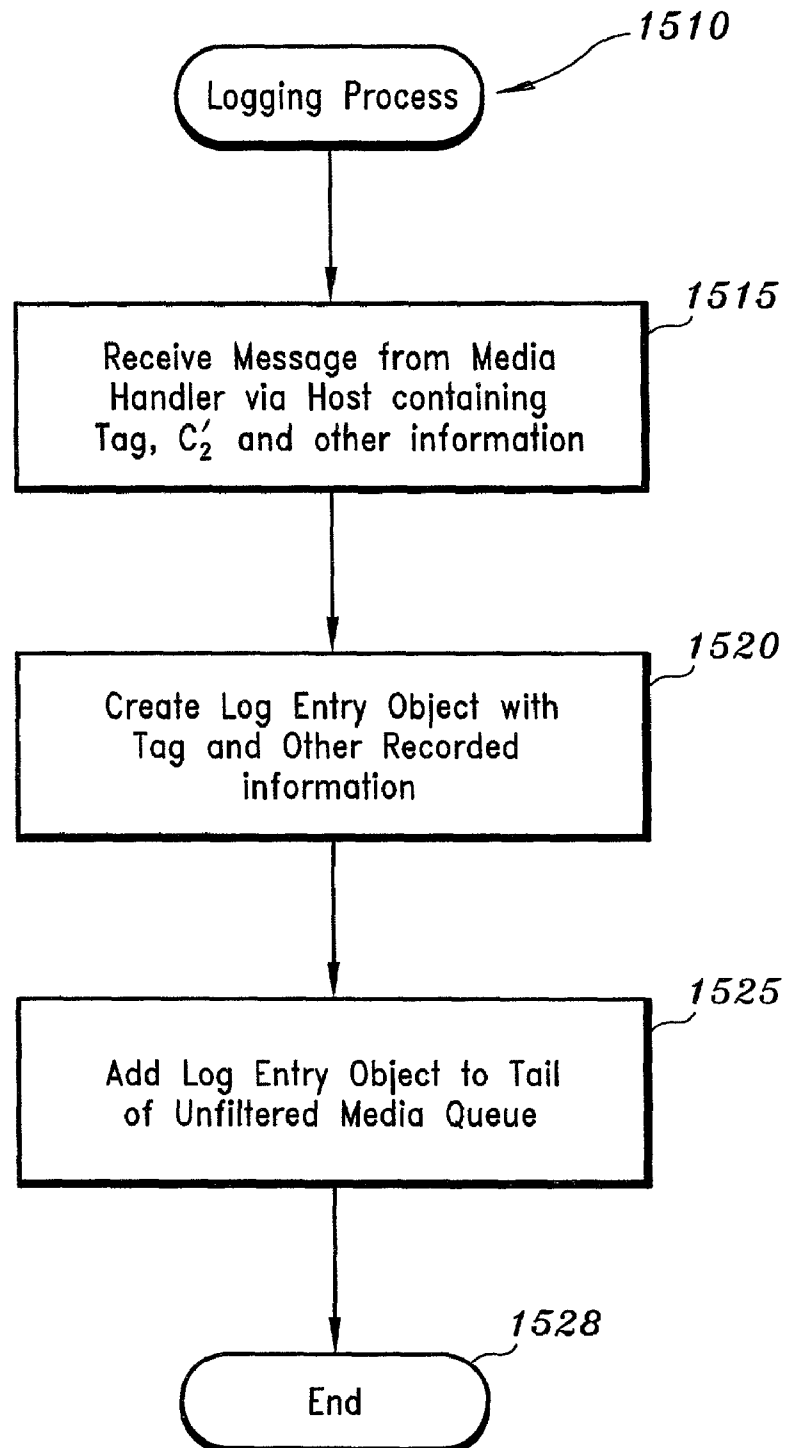 1510
Logging Process
1515
Receive Message from Media
Handler via Host containing
Tag, C₂′ and other information
1520
Create Log Entry Object with
Tag and Other Recorded
information
1525
Add Log Entry Object to Tail
of Unfiltered Media Queue
1528
End